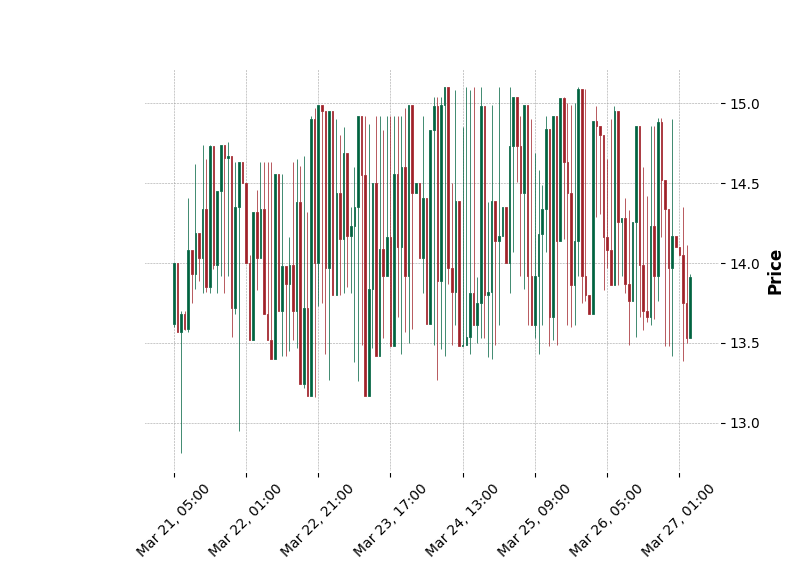 15.0
14.5
14.0
13.5
13.0
Price
Mar 21, 05:00
Mar 22, 01:00
Mar 22, 21:00
Mar 23, 17:00
Mar 24, 13:00
Mar 25, 09:00
Mar 26, 05:00
Mar 27, 01:00